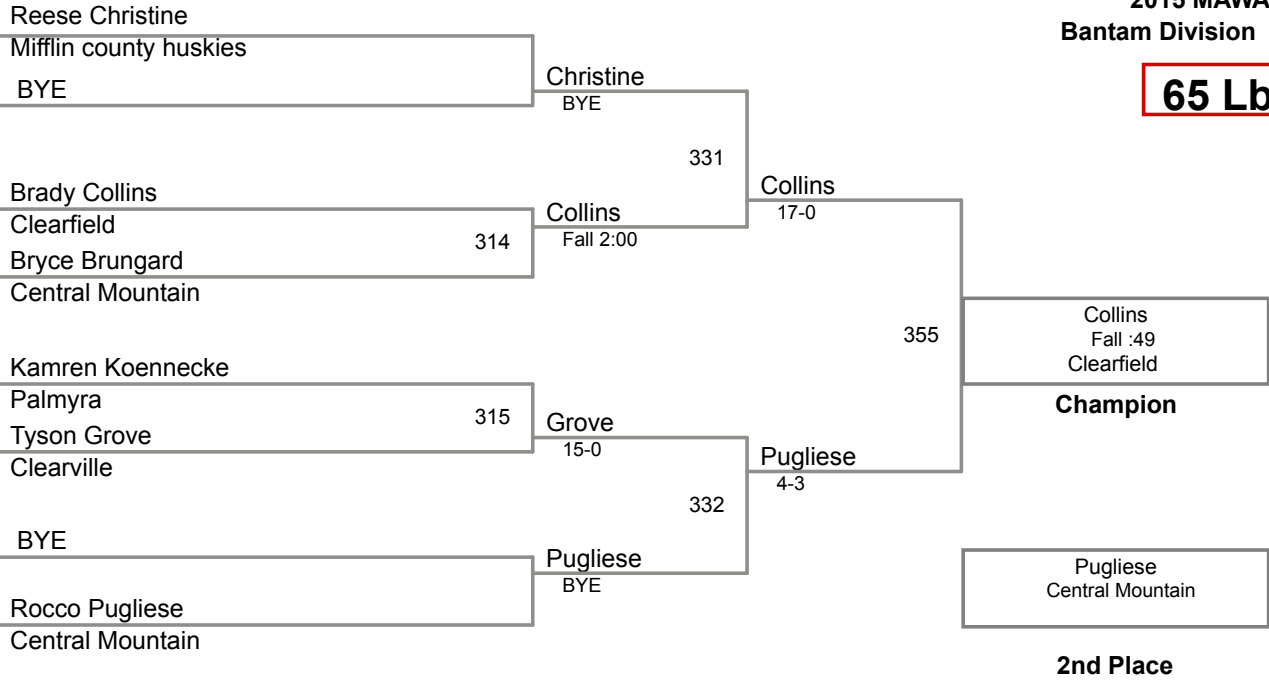 2015 MAWA
Bantam Division
65 Lb
Reese Christine
Mifflin county huskies
BYE
Christine
BYE
331
Brady Collins
Clearfield
314
Bryce Brungard
Central Mountain
Collins
Fall 2:00
Collins
17-0
355
Kamren Koennecke
Palmyra
315
Tyson Grove
Clearville
Grove
15-0
332
Pugliese
4-3
BYE
Rocco Pugliese
Central Mountain
Pugliese
BYE
Collins
Fall :49
Clearfield
Champion
Pugliese
Central Mountain
2nd Place